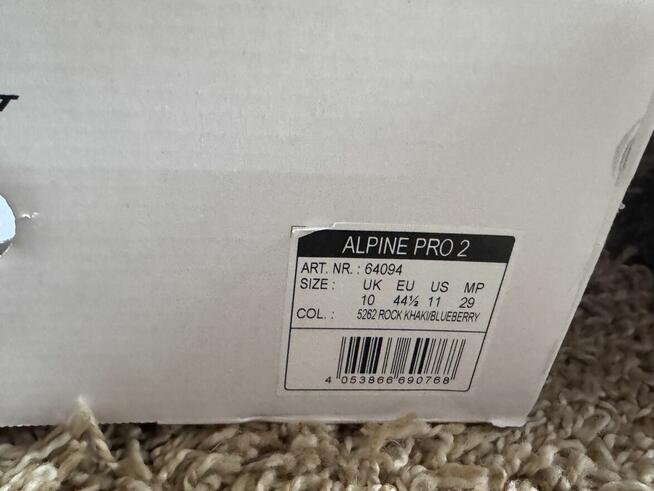 ALPINE PRO 2
ART. NR. : 64094
SIZE : UK EU US MP
10 44½ 11 29
COL. : 5262 ROCK KHAKI/BLUEBERRY
4 053866 690768